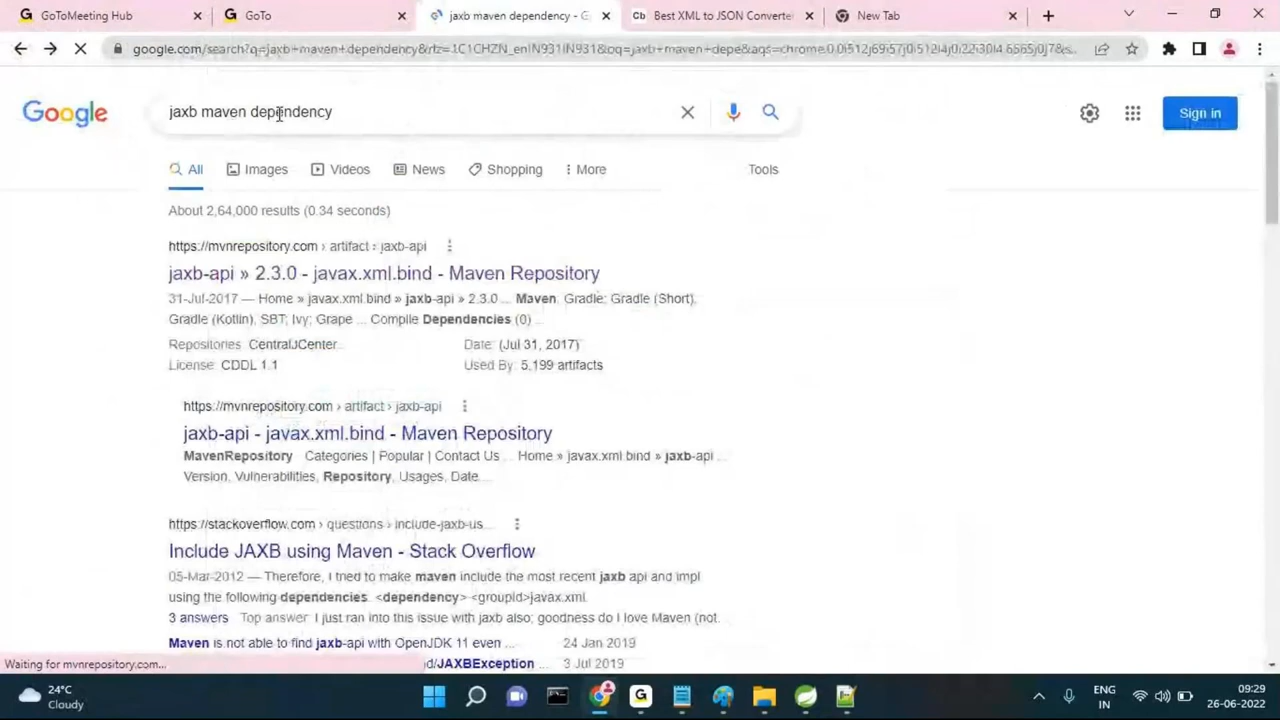 GoToMeeting Hub
GoTo
jaxb maven dependency - G
Cb Best XML to JSON Converter
New Tab
google.com/search?q=jaxb+maven+dependency&
Google
jaxb maven dependency
Sign in
All Images Videos News Shopping More Tools
About 2,64,000 results (0.34 seconds)
https://mvnrepository.com › artifact › jaxb-api
jaxb-api » 2.3.0 - javax.xml.bind - Maven Repository
31-Jul-2017 — Home » javax.xml.bind » jaxb-api » 2.3.0 ... Maven, Gradle; Gradle (Short),
Gradle (Kotlin), SBT; Ivy; Grape ... Compile Dependencies (0) ...
Repositories CentralJCenter Date: (Jul 31, 2017)
License: CDDL 1.1 Used By: 5,199 artifacts
https://mvnrepository.com › artifact › jaxb-api
jaxb-api - javax.xml.bind - Maven Repository
MavenRepository Categories | Popular | Contact Us ... Home » javax.xml.bind » jaxb-api ...
Version, Vulnerabilities, Repository, Usages, Date...
https://stackoverflow.com › questions › include-jaxb-us...
Include JAXB using Maven - Stack Overflow
05-Mar-2012 — Therefore, I tried to make maven include the most recent jaxb api and impl
using the following dependencies. <dependency> <groupId>javax.xml.
3 answers Top answer: I just ran into this issue with jaxb also; goodness do I love Maven (not.
Maven is not able to find jaxb-api with OpenJDK 11 even ... 24 Jan 2019
d/JAXBException ... 3 Jul 2019
Waiting for mvnrepository.com...
24°C
Cloudy
ENG
IN
09:29
26-06-2022